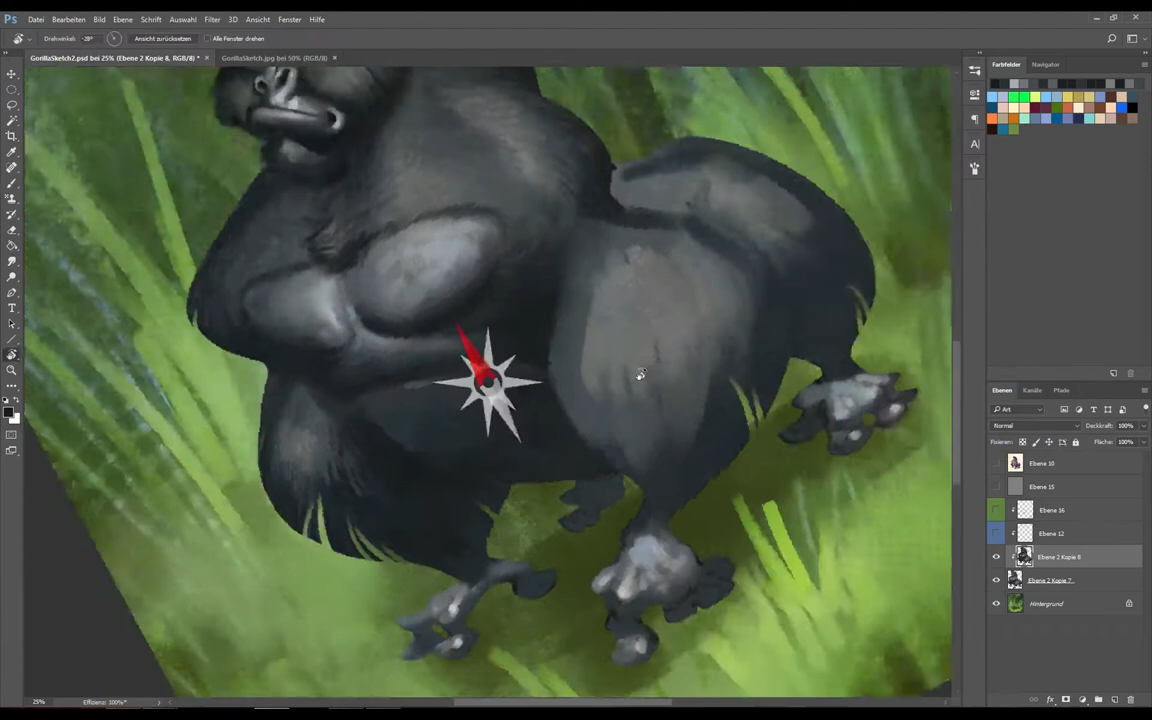 Ps Datei Bearbeiten Bild Ebene Schrift Auswahl Filter 3D Ansicht Fenster Hilfe
Drehwinkel: -28° Ansicht zurücksetzen Alle Fenster drehen
GorillaSketch2.psd bei 25% (Ebene 2 Kopie 8, RGB/8) * × GorillaSketch.jpg bei 50% (RGB/8) ×
Farbfelder Navigator
Ebenen Kanäle Pfade
Art
Normal Deckkraft: 100%
Fixieren: Fläche: 100%
Ebene 10
Ebene 15
Ebene 16
Ebene 12
Ebene 2 Kopie 8
Ebene 2 Kopie 7
Hintergrund
25% Effizienz: 100%*